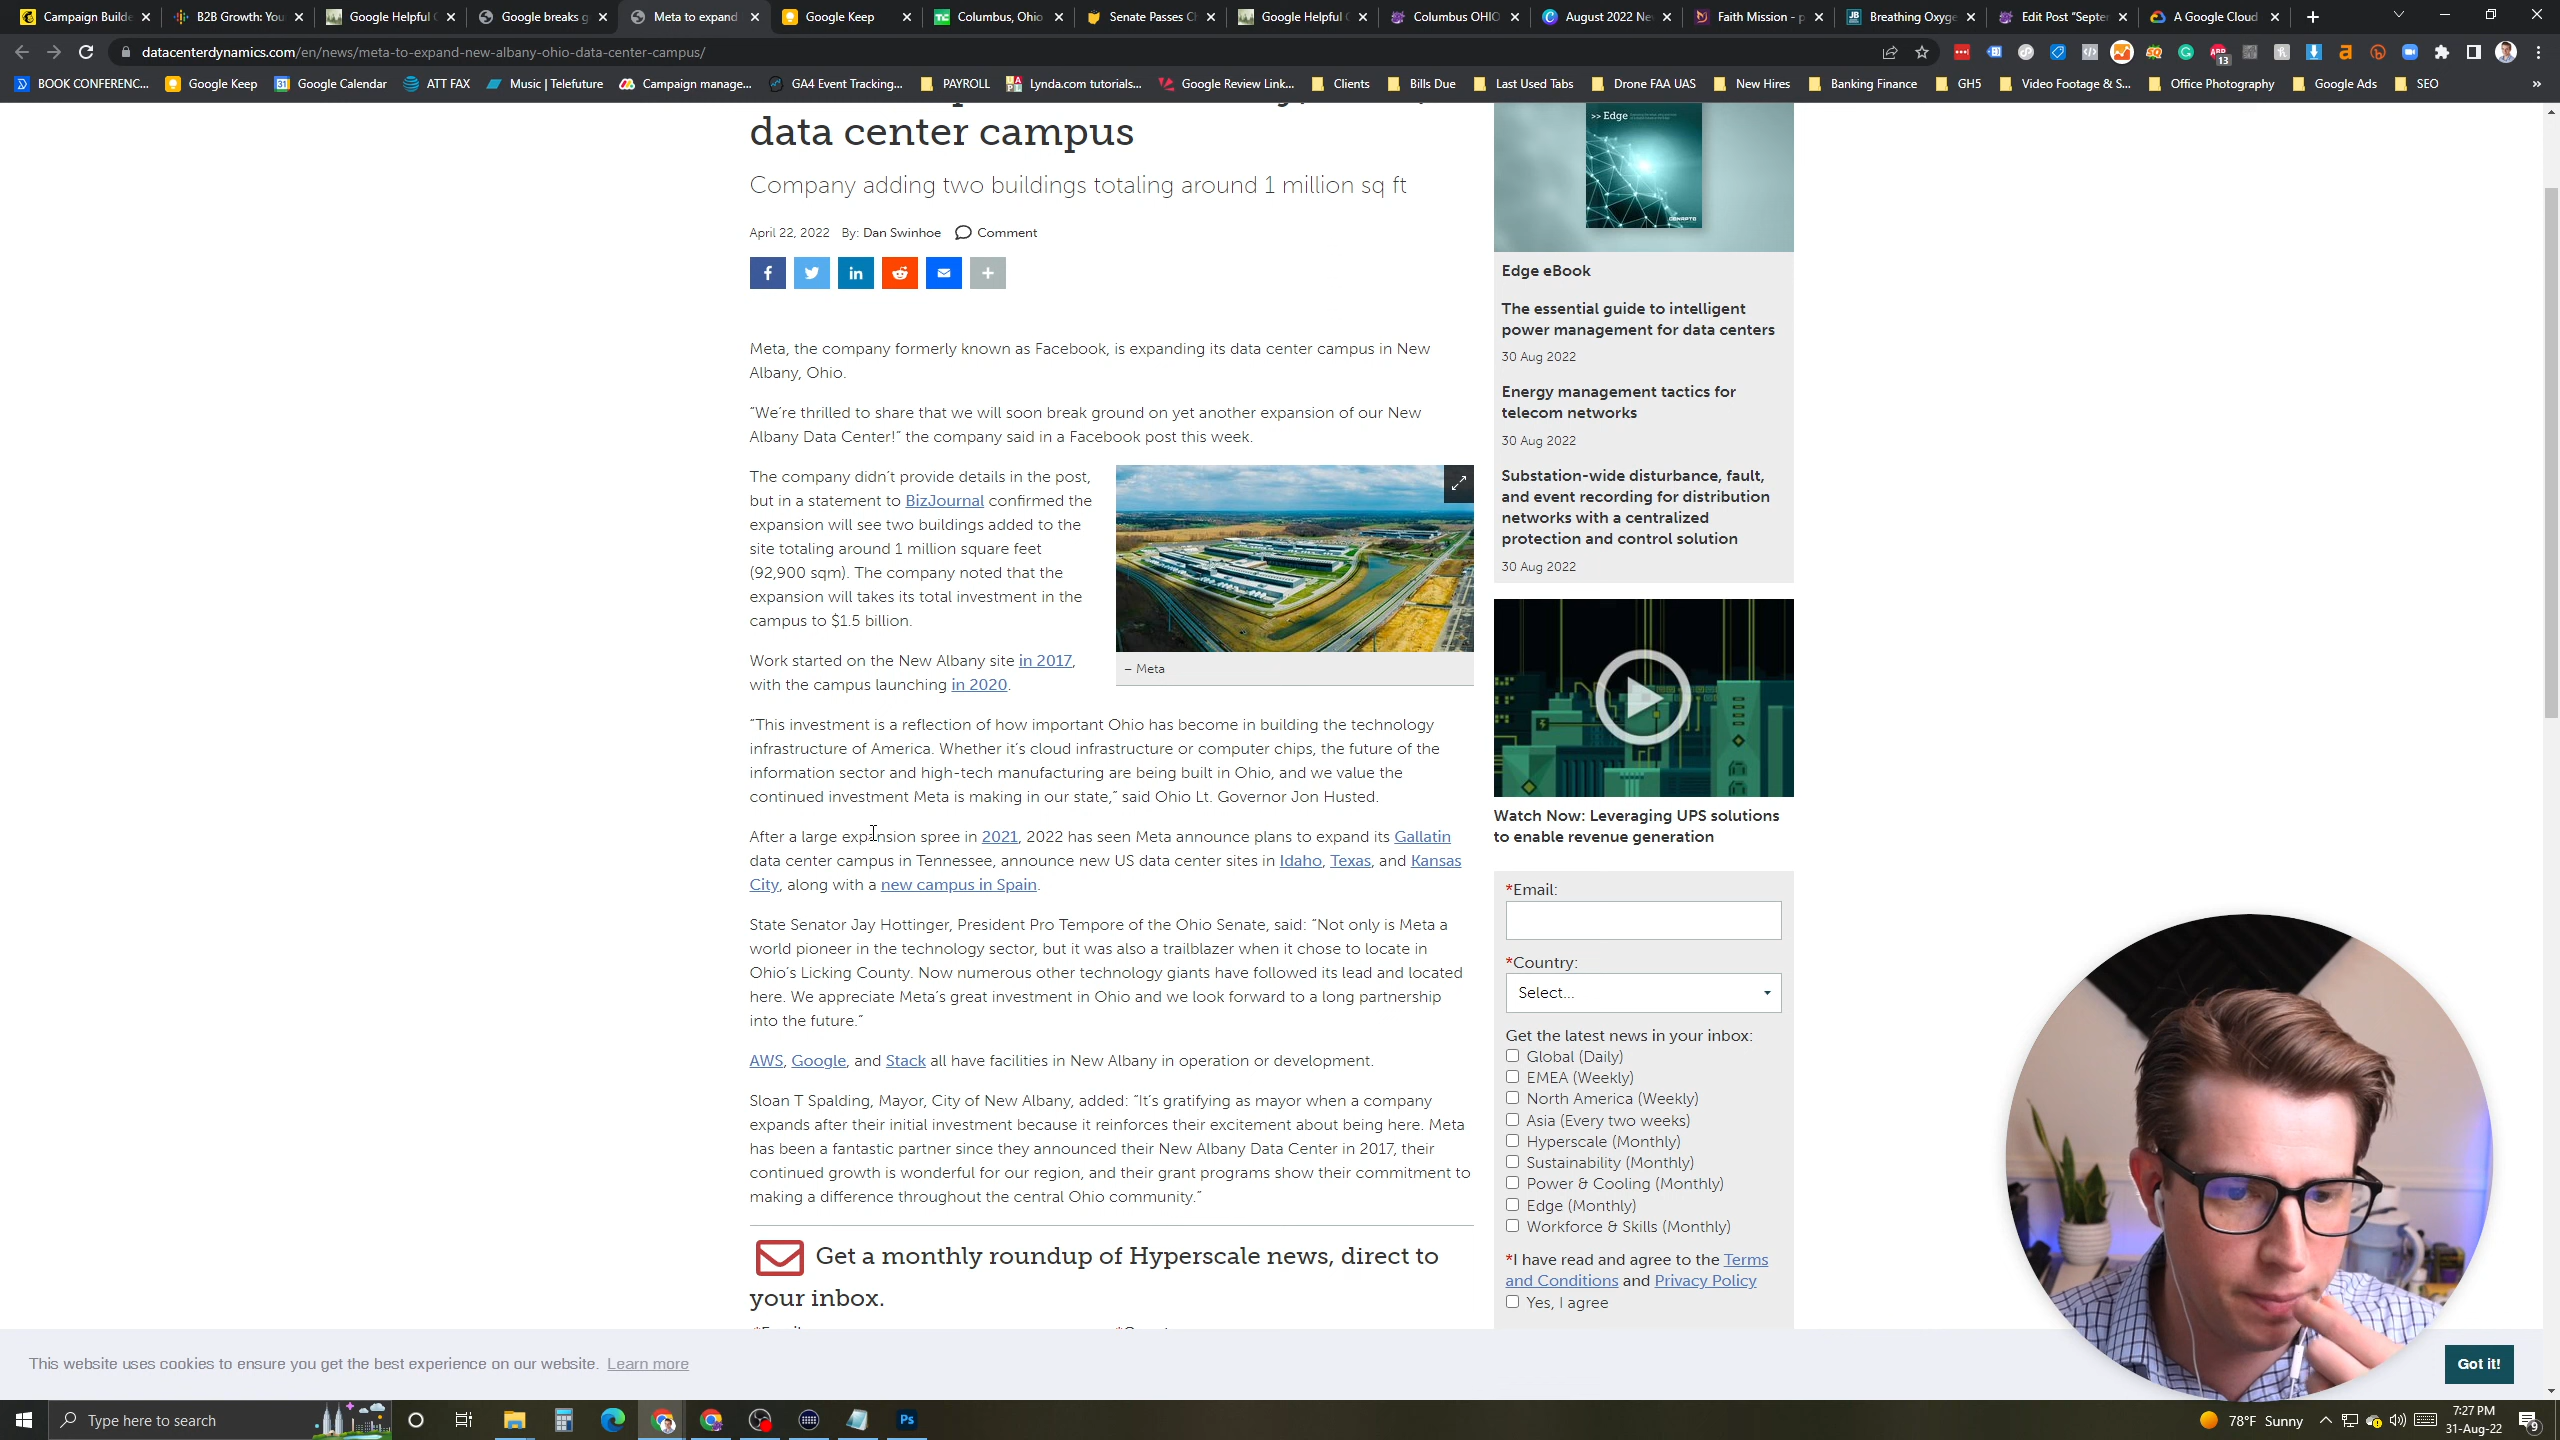 Campaign Builde
B2B Growth: You
Google Helpful C
Google breaks g
Meta to expand
Google Keep
Columbus, Ohio
Senate Passes Ch
Google Helpful C
Columbus OHIO
August 2022 Ne
Faith Mission - p
Breathing Oxyge
Edit Post "Septe
A Google Cloud
datacenterdynamics.com/en/news/meta-to-expand-new-albany-ohio-data-center-campus/
BOOK CONFERENC...
Google Keep
Google Calendar
ATT FAX
Music | Telefuture
Campaign manage...
GA4 Event Tracking...
PAYROLL
Lynda.com tutorials...
Google Review Link...
Clients
Bills Due
Last Used Tabs
Drone FAA UAS
New Hires
Banking Finance
GH5
Video Footage & S...
Office Photography
Google Ads
SEO
data center campus
Company adding two buildings totaling around 1 million sq ft
April 22, 2022 By: Dan Swinhoe Comment
Meta, the company formerly known as Facebook, is expanding its data center campus in New
Albany, Ohio.
"We're thrilled to share that we will soon break ground on yet another expansion of our New
Albany Data Center!" the company said in a Facebook post this week.
The company didn't provide details in the post,
but in a statement to BizJournal confirmed the
expansion will see two buildings added to the
site totaling around 1 million square feet
(92,900 sqm). The company noted that the
expansion will takes its total investment in the
campus to $1.5 billion.
– Meta
Work started on the New Albany site in 2017,
with the campus launching in 2020.
"This investment is a reflection of how important Ohio has become in building the technology
infrastructure of America. Whether it's cloud infrastructure or computer chips, the future of the
information sector and high-tech manufacturing are being built in Ohio, and we value the
continued investment Meta is making in our state," said Ohio Lt. Governor Jon Husted.
After a large expansion spree in 2021, 2022 has seen Meta announce plans to expand its Gallatin
data center campus in Tennessee, announce new US data center sites in Idaho, Texas, and Kansas
City, along with a new campus in Spain.
State Senator Jay Hottinger, President Pro Tempore of the Ohio Senate, said: "Not only is Meta a
world pioneer in the technology sector, but it was also a trailblazer when it chose to locate in
Ohio's Licking County. Now numerous other technology giants have followed its lead and located
here. We appreciate Meta's great investment in Ohio and we look forward to a long partnership
into the future."
AWS, Google, and Stack all have facilities in New Albany in operation or development.
Sloan T Spalding, Mayor, City of New Albany, added: "It's gratifying as mayor when a company
expands after their initial investment because it reinforces their excitement about being here. Meta
has been a fantastic partner since they announced their New Albany Data Center in 2017, their
continued growth is wonderful for our region, and their grant programs show their commitment to
making a difference throughout the central Ohio community."
Get a monthly roundup of Hyperscale news, direct to
your inbox.
>> Edge
Edge eBook
The essential guide to intelligent
power management for data centers
30 Aug 2022
Energy management tactics for
telecom networks
30 Aug 2022
Substation-wide disturbance, fault,
and event recording for distribution
networks with a centralized
protection and control solution
30 Aug 2022
Watch Now: Leveraging UPS solutions
to enable revenue generation
*Email:
*Country:
Select...
Get the latest news in your inbox:
Global (Daily)
EMEA (Weekly)
North America (Weekly)
Asia (Every two weeks)
Hyperscale (Monthly)
Sustainability (Monthly)
Power & Cooling (Monthly)
Edge (Monthly)
Workforce & Skills (Monthly)
*I have read and agree to the Terms
and Conditions and Privacy Policy
Yes, I agree
This website uses cookies to ensure you get the best experience on our website. Learn more
Got it!
Type here to search
78°F Sunny
7:27 PM
31-Aug-22